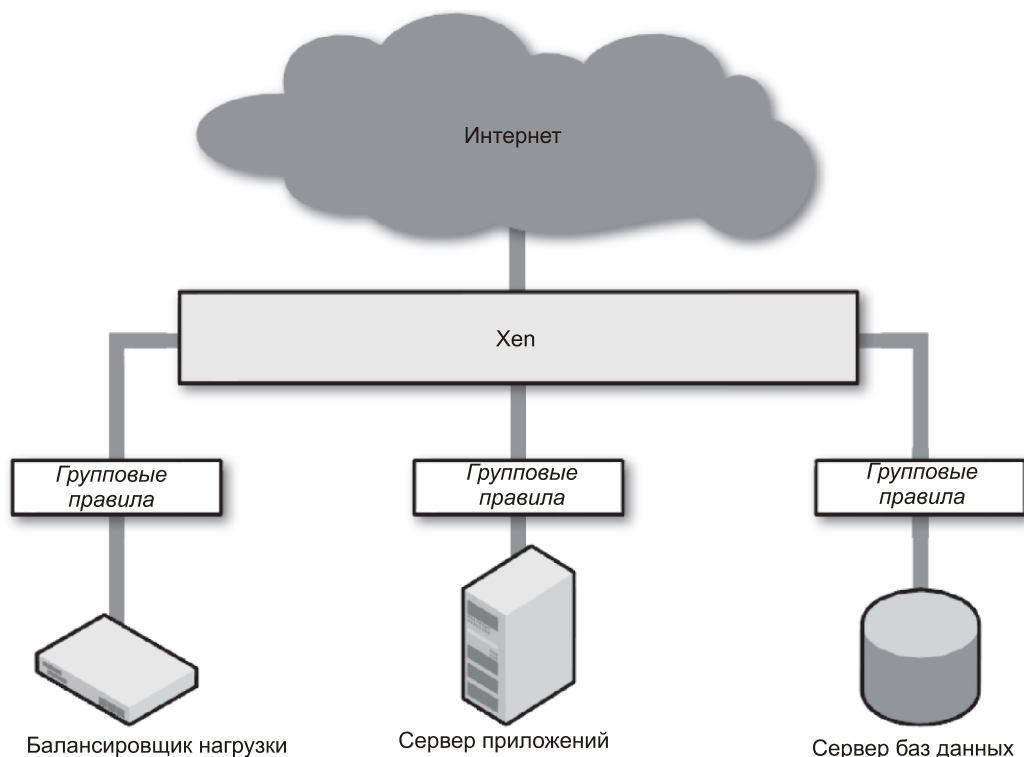 Интернет
Xen
Групповые
правила
Групповые
правила
Групповые
правила
Балансировщик нагрузки
Сервер приложений
Сервер баз данных